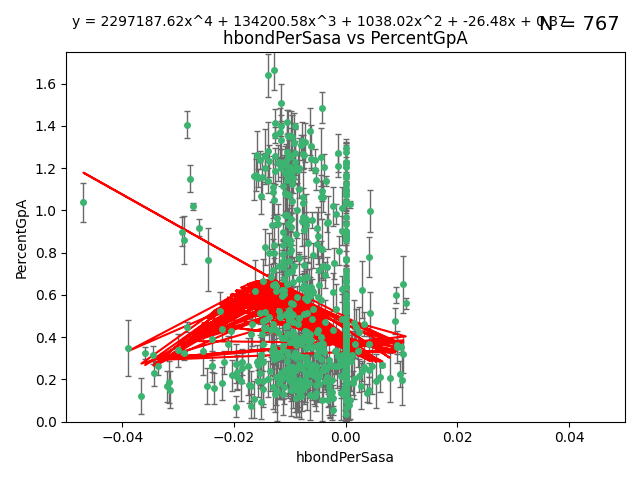 y = 2297187.62x^4 + 134200.58x^3 + 1038.02x^2 + -26.48x + 0.37
N = 767
hbondPerSasa vs PercentGpA
PercentGpA
1.6
1.4
1.2
1.0
0.8
0.6
0.4
0.2
0.0
−0.04 −0.02 0.00 0.02 0.04
hbondPerSasa